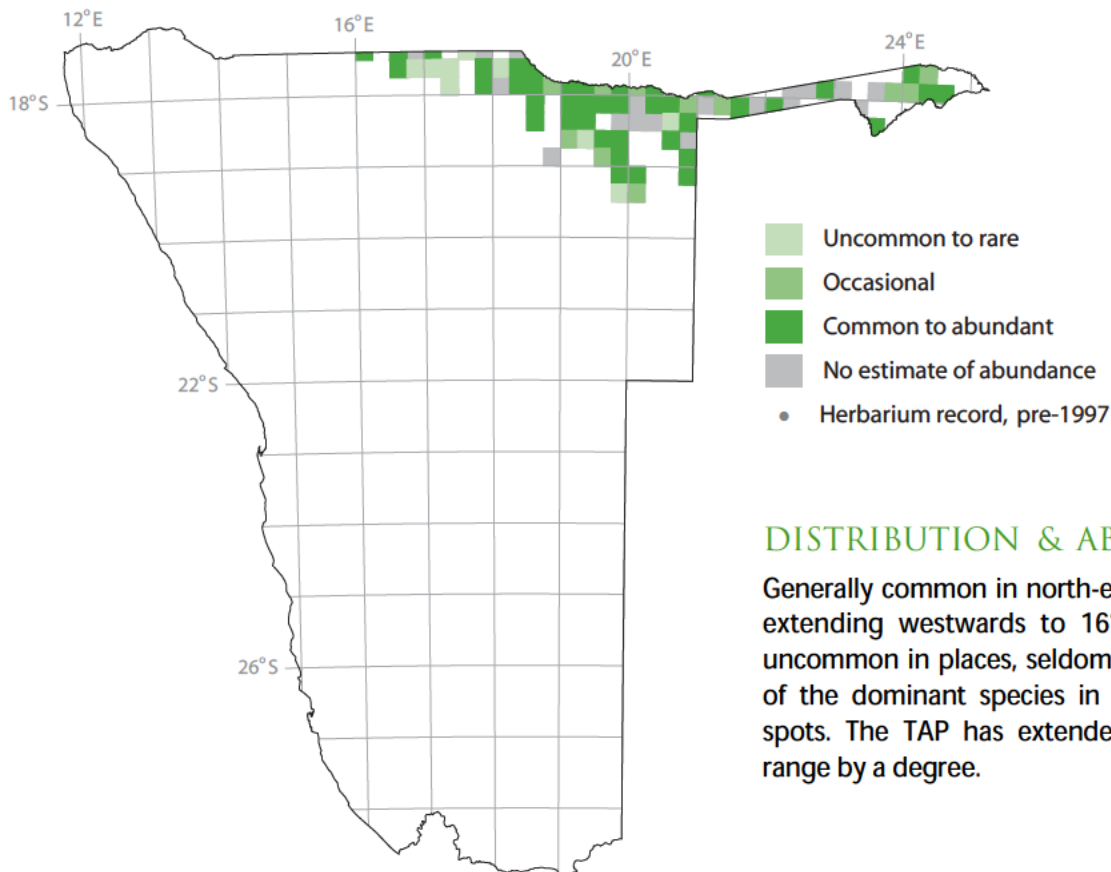 12°E
16°E
20°E
24°E
18°S
22°S
26°S
Uncommon to rare
Occasional
Common to abundant
No estimate of abundance
Herbarium record, pre-1997
DISTRIBUTION & AB
Generally common in north-e
extending westwards to 16°
uncommon in places, seldom
of the dominant species in
spots. The TAP has extende
range by a degree.